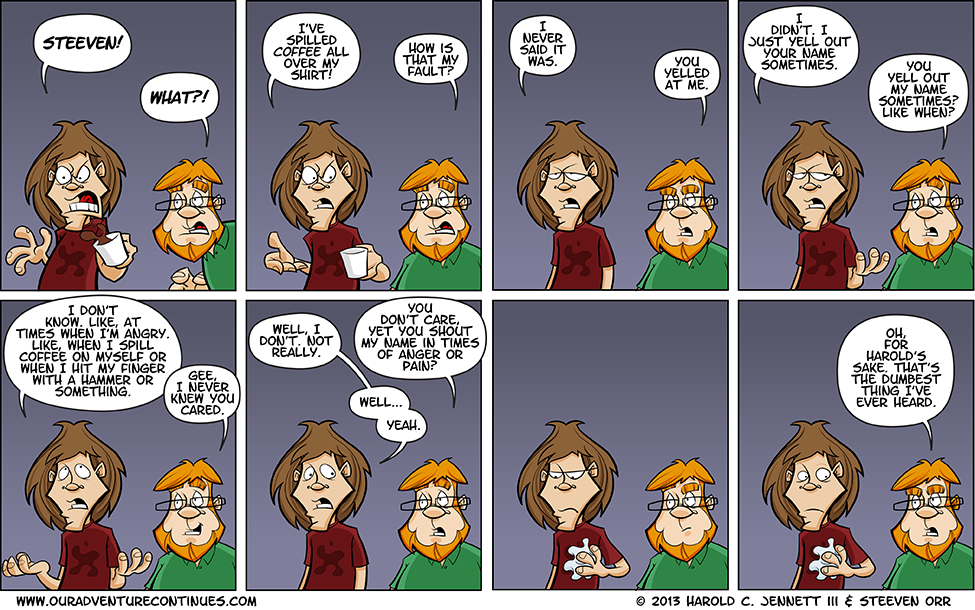 STEEVEN!
WHAT?!
I'VE
SPILLED
COFFEE ALL
OVER MY
SHIRT!
HOW IS
THAT MY
FAULT?
I
NEVER
SAID IT
WAS.
YOU
YELLED
AT ME.
I
DIDN'T. I
JUST YELL OUT
YOUR NAME
SOMETIMES.
YOU
YELL OUT
MY NAME
SOMETIMES?
LIKE WHEN?
I DON'T
KNOW. LIKE, AT
TIMES WHEN I'M ANGRY.
LIKE, WHEN I SPILL
COFFEE ON MYSELF OR
WHEN I HIT MY FINGER
WITH A HAMMER OR
SOMETHING.
GEE,
I NEVER
KNEW YOU
CARED.
WELL, I
DON'T. NOT
REALLY.
YOU
DON'T CARE,
YET YOU SHOUT
MY NAME IN TIMES
OF ANGER OR
PAIN?
WELL...
YEAH.
OH,
FOR
HAROLD'S
SAKE. THAT'S
THE DUMBEST
THING I'VE
EVER HEARD.
WWW.OURADVENTURECONTINUES.COM
© 2013 HAROLD C. JENNETT III & STEEVEN ORR